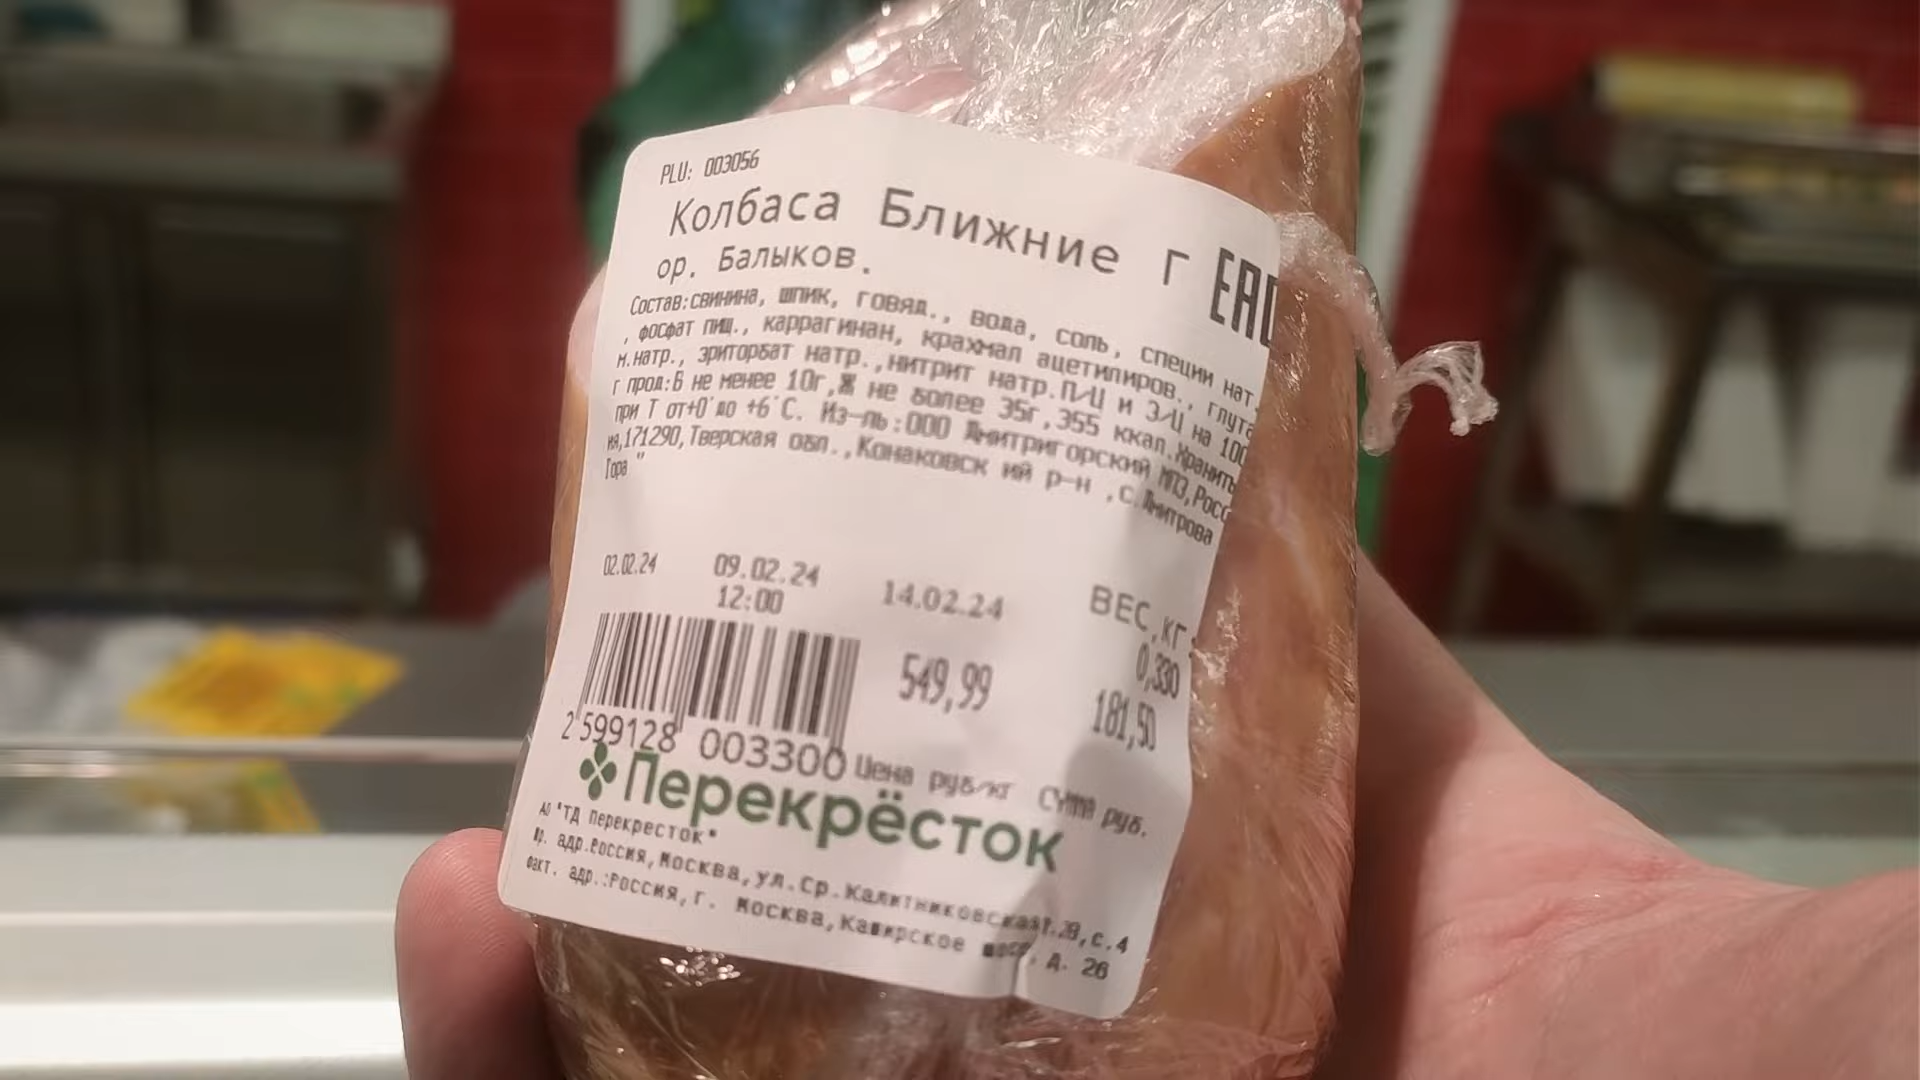 PLU: 003056
Колбаса Ближние г
ор. Балыков.
EAC
Состав:свинина, шпик, говяд., вода, соль, специи нат.
, фосфат пищ., каррагинан, крахмал ацетилиров., глута
м.натр., эриторбат натр.,нитрит натр.П/Ц и Э/Ц на 100
г прод:Б не менее 10г,Ж не более 35г,355 ккал.Хранить
при Т от+0°до +6°С. Из-ль:ООО Дмитригорский МПЗ,Росс
ия,171290,Тверская обл.,Конаковск ий р-н ,с.Дмитрова
Гора "
02.02.24 09.02.24 14.02.24 ВЕС,КГ.
12:00
549,99 0,330
181,50
2 599128 003300 Цена руб/кг Сумма руб.
Перекрёсток
АО "ТД Перекресток"
Юр. адр.Россия,Москва,ул.Ср.Калитниковская, с.4
Факт. адр.:Россия,г. Москва,Каширское д. 26